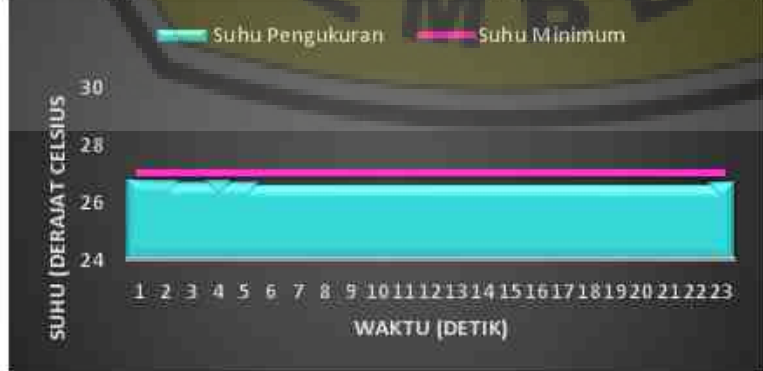 Suhu Pengukuran Suhu Minimum
30
28
26
24
SUHU (DERAJAT CELSIUS
1 2 3 4 5 6 7 8 9 10 11 12 13 14 15 16 17 18 19 20 21 22 23
WAKTU (DETIK)